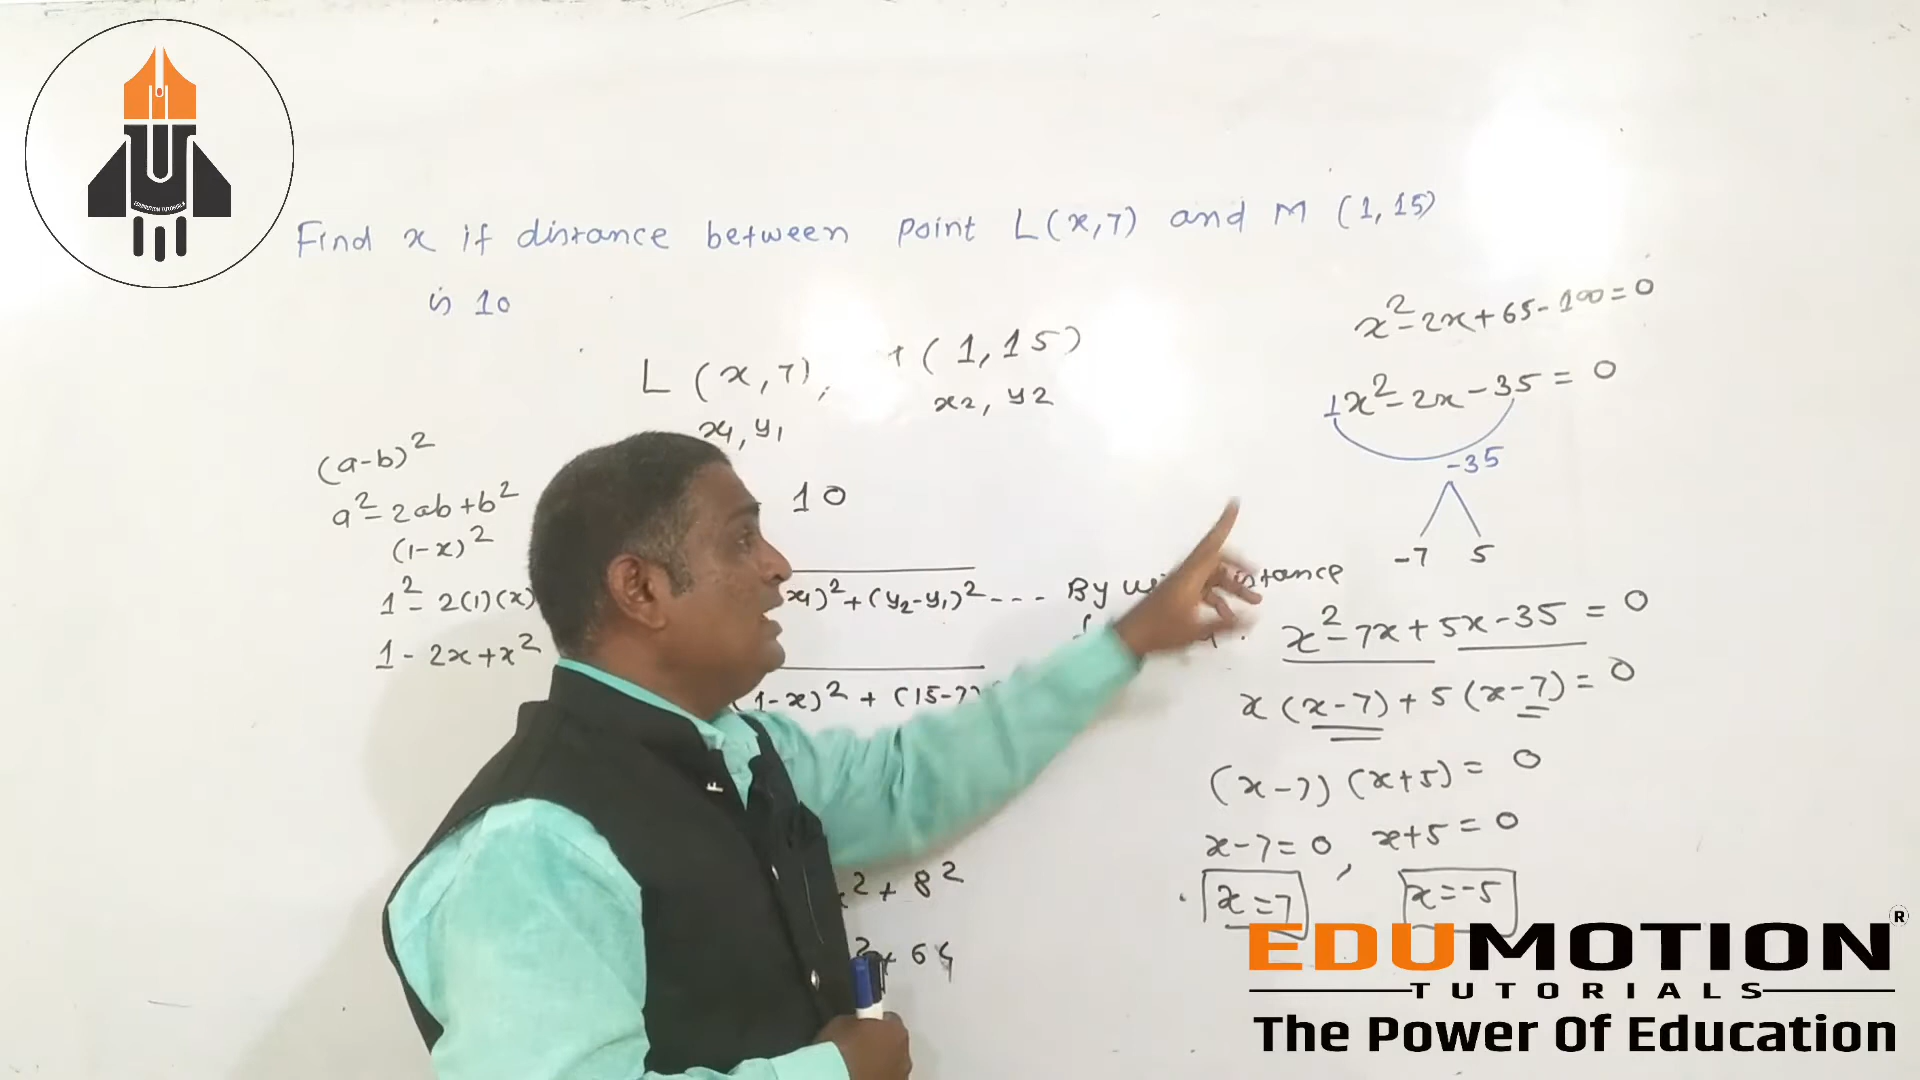 Find x if distance between point L(x,7) and M (1,15)
is 10
L (x,7), (1,15)
x1, y1
x2, y2
(a-b)²
a²-2ab+b²
(1-x)²
1²-2(1)(x)
1-2x+x²
10
x1)²+(y2-y1)²--- By distance
(1-x)² + (15-7)
x²+ 8²
64
x²-2x+65-100=0
1x²-2x-35=0
-35
-7 5
x²-7x+5x-35=0
x(x-7)+5(x-7)=0
(x-7)(x+5)=0
x-7=0, x+5=0
x=7 x=-5
EDUMOTION®
TUTORIALS
The Power Of Education